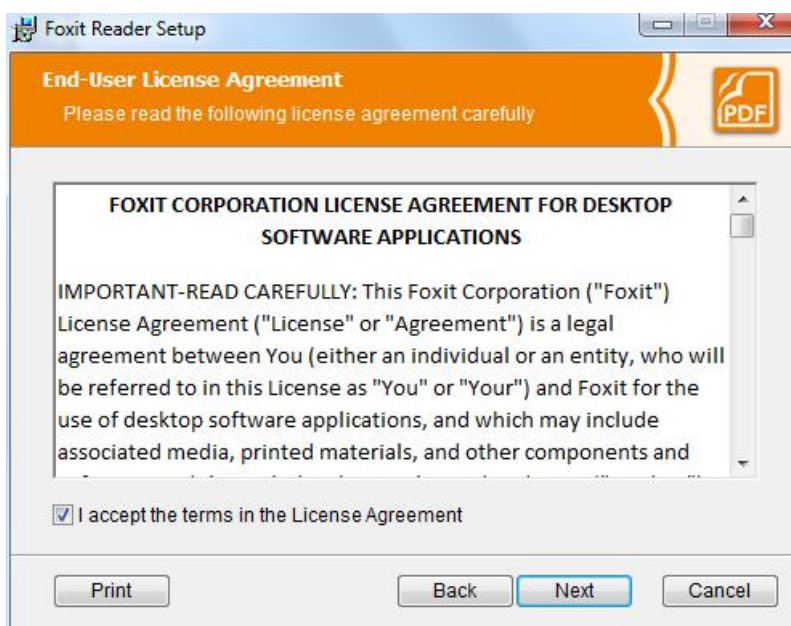 Foxit Reader Setup
End-User License Agreement
Please read the following license agreement carefully
PDF
FOXIT CORPORATION LICENSE AGREEMENT FOR DESKTOP
SOFTWARE APPLICATIONS
IMPORTANT-READ CAREFULLY: This Foxit Corporation ("Foxit")
License Agreement ("License" or "Agreement") is a legal
agreement between You (either an individual or an entity, who will
be referred to in this License as "You" or "Your") and Foxit for the
use of desktop software applications, and which may include
associated media, printed materials, and other components and
I accept the terms in the License Agreement
Print Back Next Cancel